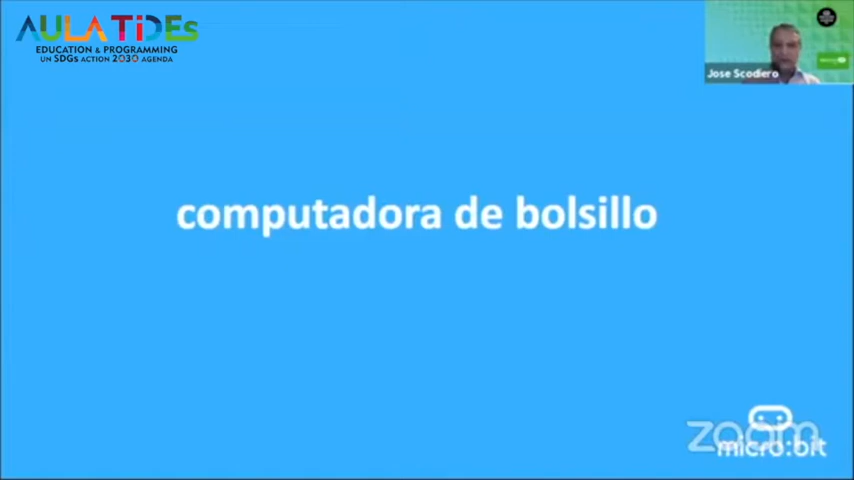 AULA TiDEs
EDUCATION & PROGRAMMING
UN SDGs ACTION 2030 AGENDA
Jose Scodiero
computadora de bolsillo
zoom
micro:bit